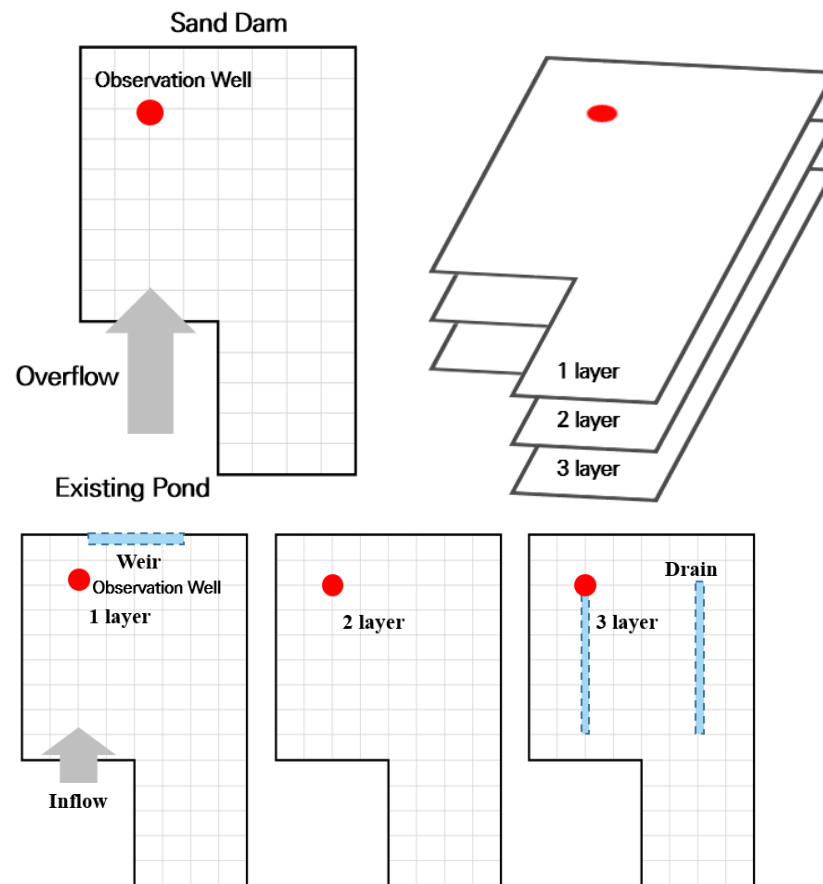 Sand Dam
Observation Well
Overflow
Existing Pond
1 layer
2 layer
3 layer
Weir
Observation Well
1 layer
Inflow
2 layer
Drain
3 layer